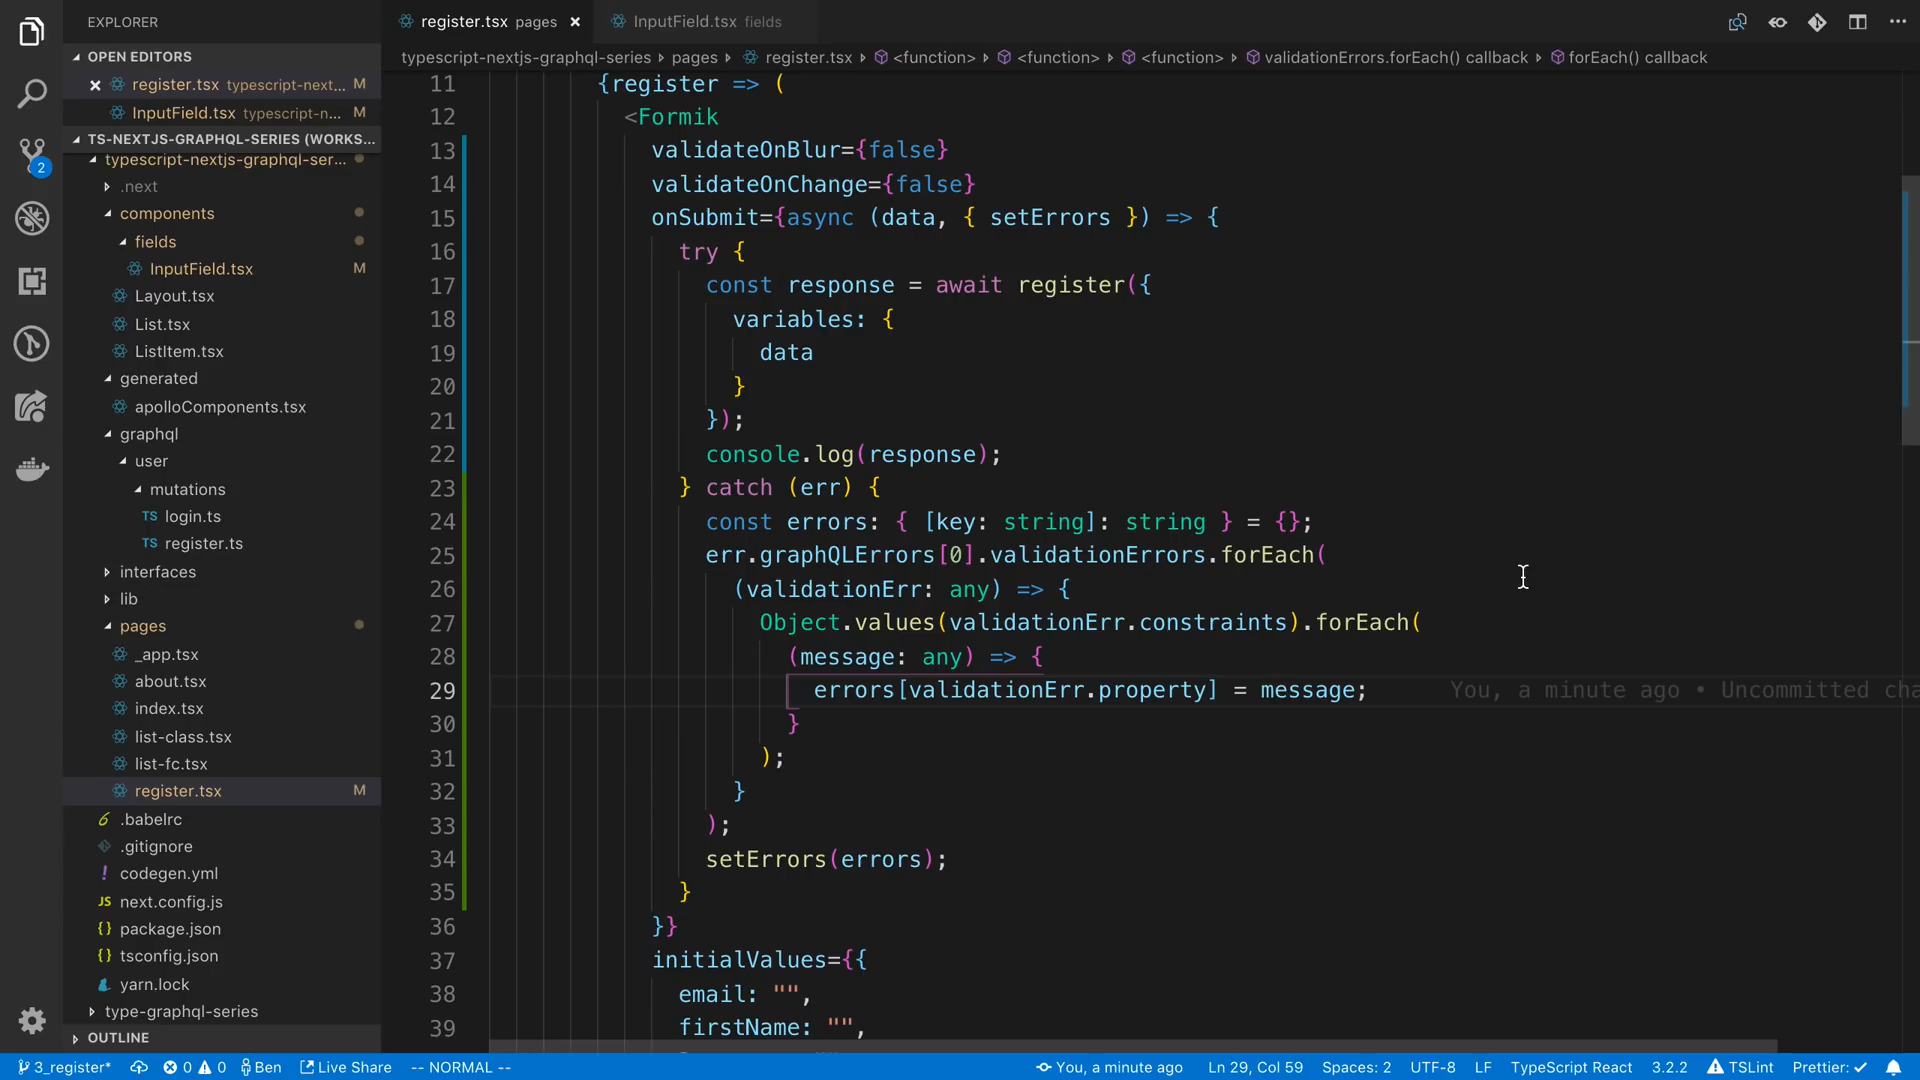 EXPLORER
OPEN EDITORS
register.tsx typescript-next... M
InputField.tsx typescript-n... M
TS-NEXTJS-GRAPHQL-SERIES (WORKS...
typescript-nextjs-graphql-ser...
.next
components
fields
InputField.tsx M
Layout.tsx
List.tsx
ListItem.tsx
generated
apolloComponents.tsx
graphql
user
mutations
TS login.ts
TS register.ts
interfaces
lib
pages
_app.tsx
about.tsx
index.tsx
list-class.tsx
list-fc.tsx
register.tsx M
.babelrc
.gitignore
! codegen.yml
JS next.config.js
{} package.json
{} tsconfig.json
yarn.lock
type-graphql-series
OUTLINE
2
register.tsx pages
InputField.tsx fields
typescript-nextjs-graphql-series › pages › register.tsx › <function> › <function> › <function> › validationErrors.forEach() callback › forEach() callback
11 {register => (
12 <Formik
13 validateOnBlur={false}
14 validateOnChange={false}
15 onSubmit={async (data, { setErrors }) => {
16 try {
17 const response = await register({
18 variables: {
19 data
20 }
21 });
22 console.log(response);
23 } catch (err) {
24 const errors: { [key: string]: string } = {};
25 err.graphQLErrors[0].validationErrors.forEach(
26 (validationErr: any) => {
27 Object.values(validationErr.constraints).forEach(
28 (message: any) => {
29 errors[validationErr.property] = message; You, a minute ago • Uncommitted cha
30 }
31 );
32 }
33 );
34 setErrors(errors);
35 }
36 }}
37 initialValues={{
38 email: "",
39 firstName: "",
3_register* 0 0 Ben Live Share -- NORMAL -- You, a minute ago Ln 29, Col 59 Spaces: 2 UTF-8 LF TypeScript React 3.2.2 TSLint Prettier: ✓